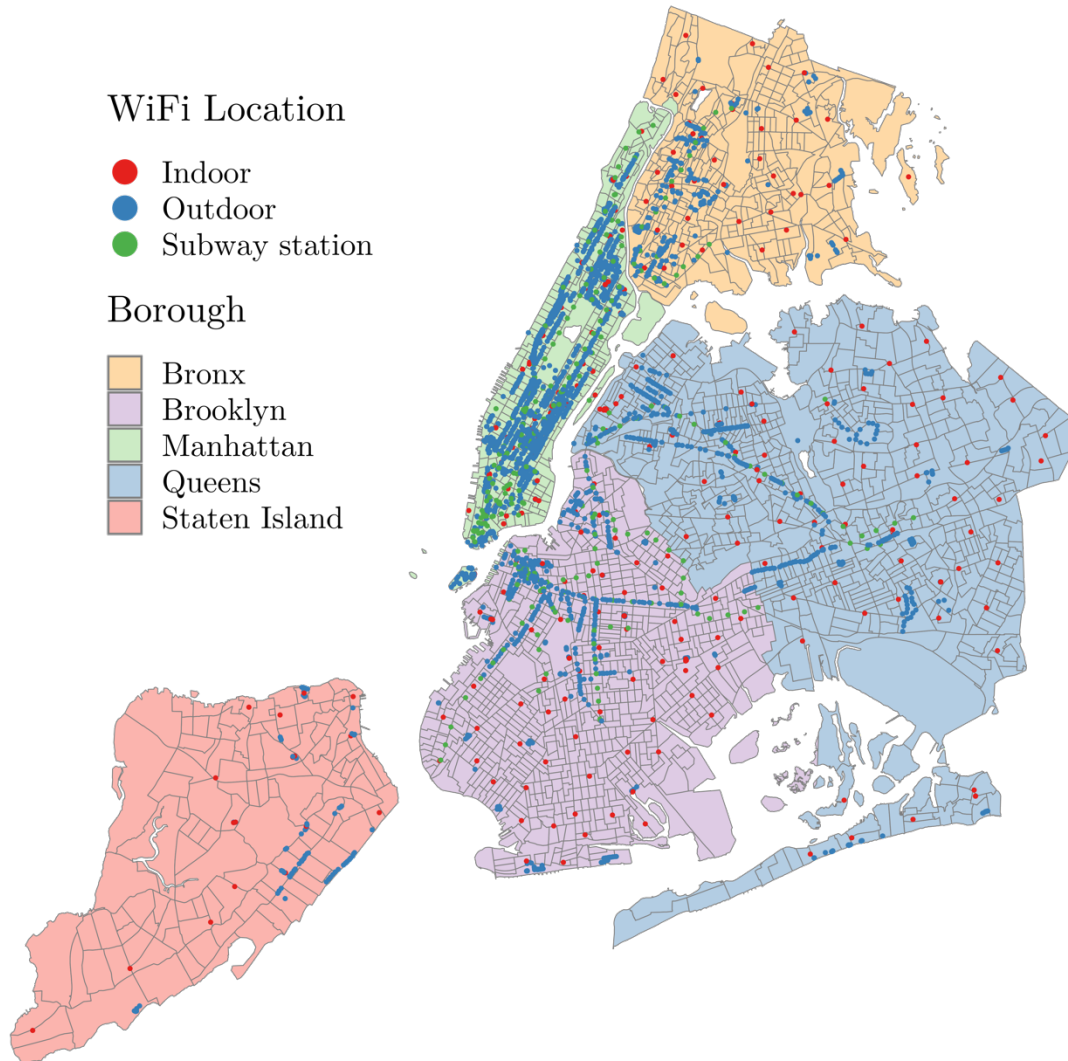 WiFi Location
Indoor
Outdoor
Subway station
Borough
Bronx
Brooklyn
Manhattan
Queens
Staten Island